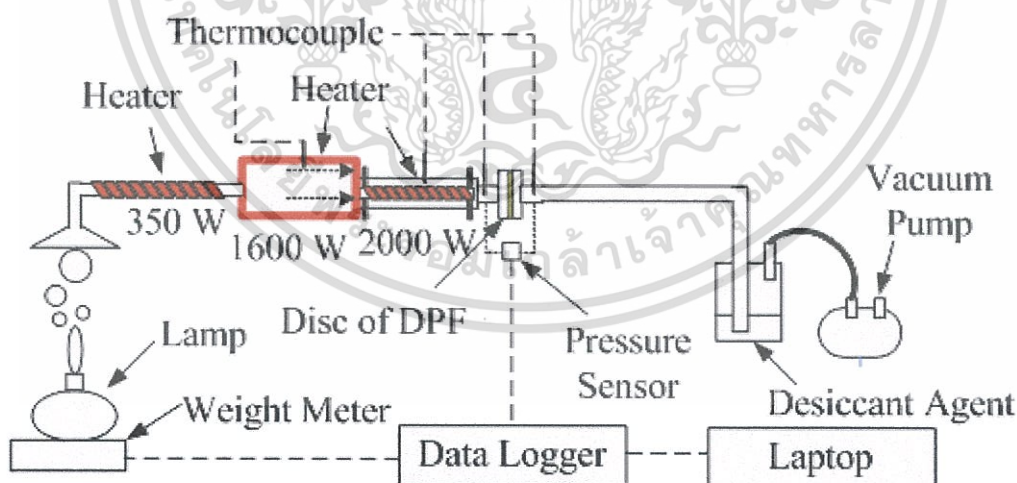 Thermocouple
Heater
Heater
350 W
1600 W
2000 W
Vacuum
Pump
Disc of DPF
Lamp
Pressure
Sensor
Weight Meter
Desiccant Agent
Data Logger
Laptop